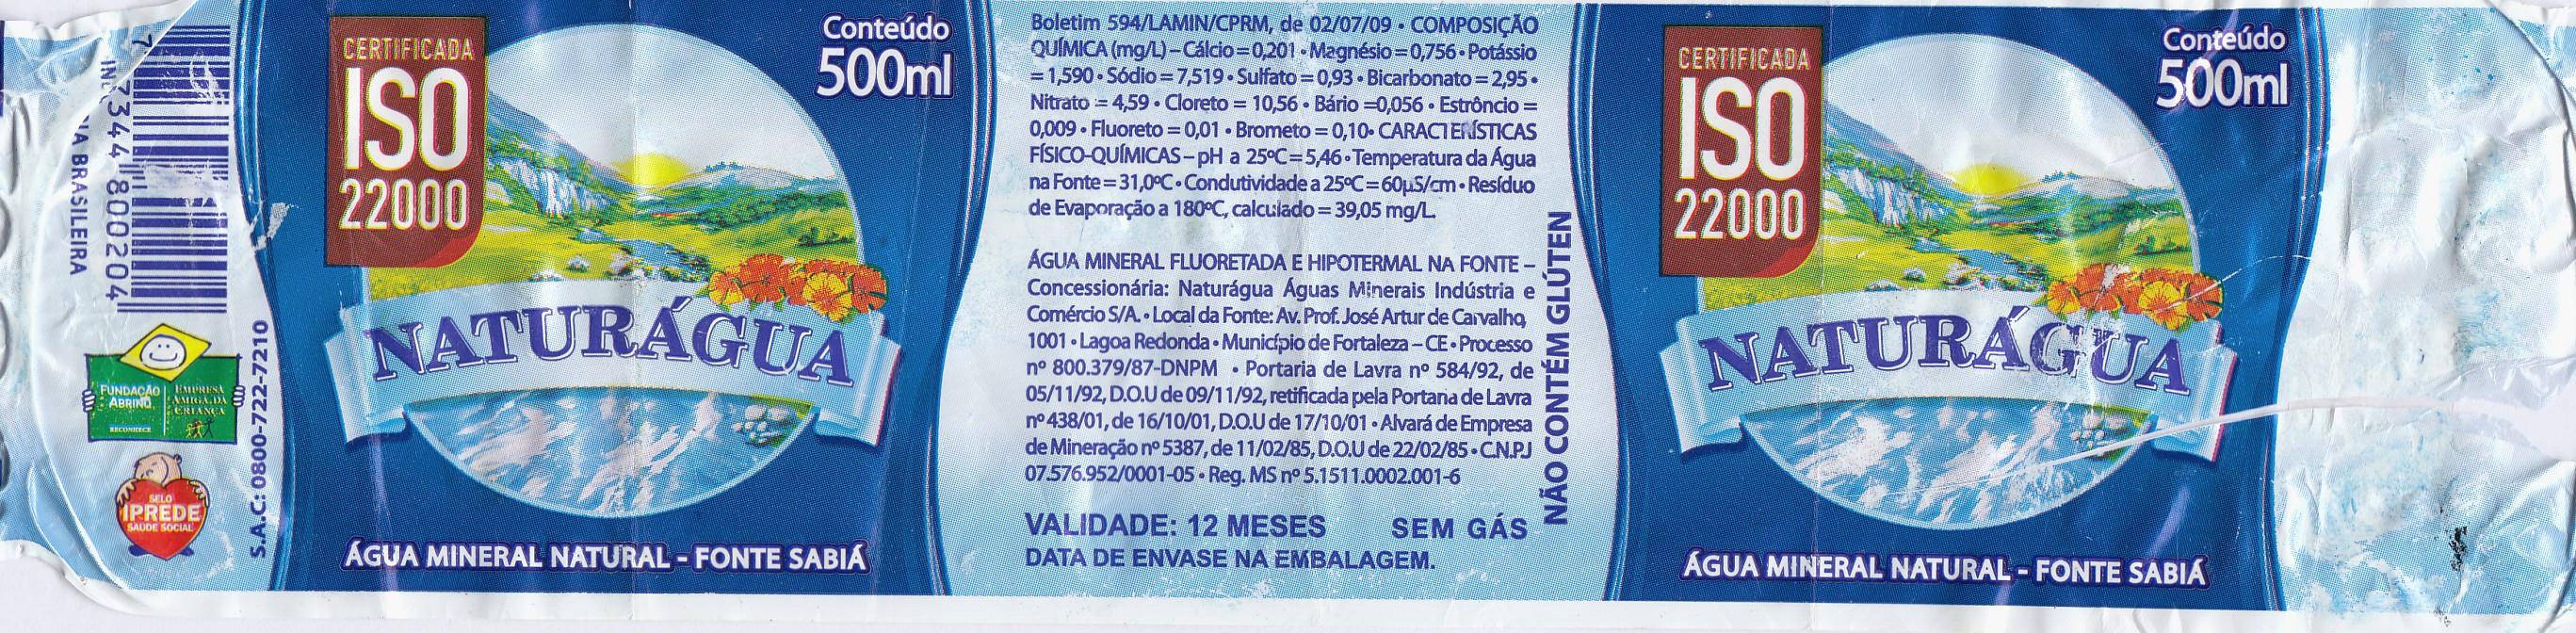 7
344
800204
IND
IA BRASILEIRA
FUNDAÇÃO
ABRINQ
EMPRESA
AMIGA DA
CRIANÇA
RECONHECE
SELO
IPREDE
SAÚDE SOCIAL
S.A.C: 0800-722-7210
CERTIFICADA
ISO
22000
Conteúdo
500ml
NATURÁGUA
ÁGUA MINERAL NATURAL - FONTE SABIÁ
Boletim 594/LAMIN/CPRM, de 02/07/09 • COMPOSIÇÃO
QUÍMICA (mg/L) – Cálcio = 0,201 • Magnésio = 0,756 • Potássio
= 1,590 • Sódio = 7,519 • Sulfato = 0,93 • Bicarbonato = 2,95 •
Nitrato = 4,59 • Cloreto = 10,56 • Bário =0,056 • Estrôncio =
0,009 • Fluoreto = 0,01 • Brometo = 0,10• CARACTERÍSTICAS
FÍSICO-QUÍMICAS – pH a 25ºC = 5,46 • Temperatura da Água
na Fonte = 31,0ºC • Condutividade a 25ºC = 60µS/cm • Resíduo
de Evaporação a 180ºC, calculado = 39,05 mg/L.
ÁGUA MINERAL FLUORETADA E HIPOTERMAL NA FONTE –
Concessionária: Naturágua Águas Minerais Indústria e
Comércio S/A. • Local da Fonte: Av. Prof. José Artur de Carvalho,
1001 • Lagoa Redonda • Município de Fortaleza – CE • Processo
nº 800.379/87-DNPM • Portaria de Lavra nº 584/92, de
05/11/92, D.O.U de 09/11/92, retificada pela Portaria de Lavra
nº 438/01, de 16/10/01, D.O.U de 17/10/01 • Alvará de Empresa
de Mineração nº 5387, de 11/02/85, D.O.U de 22/02/85 • C.N.P.J
07.576.952/0001-05 • Reg. MS nº 5.1511.0002.001-6
VALIDADE: 12 MESES SEM GÁS
DATA DE ENVASE NA EMBALAGEM.
NÃO CONTÉM GLÚTEN
CERTIFICADA
ISO
22000
Conteúdo
500ml
NATURÁGUA
ÁGUA MINERAL NATURAL - FONTE SABIÁ